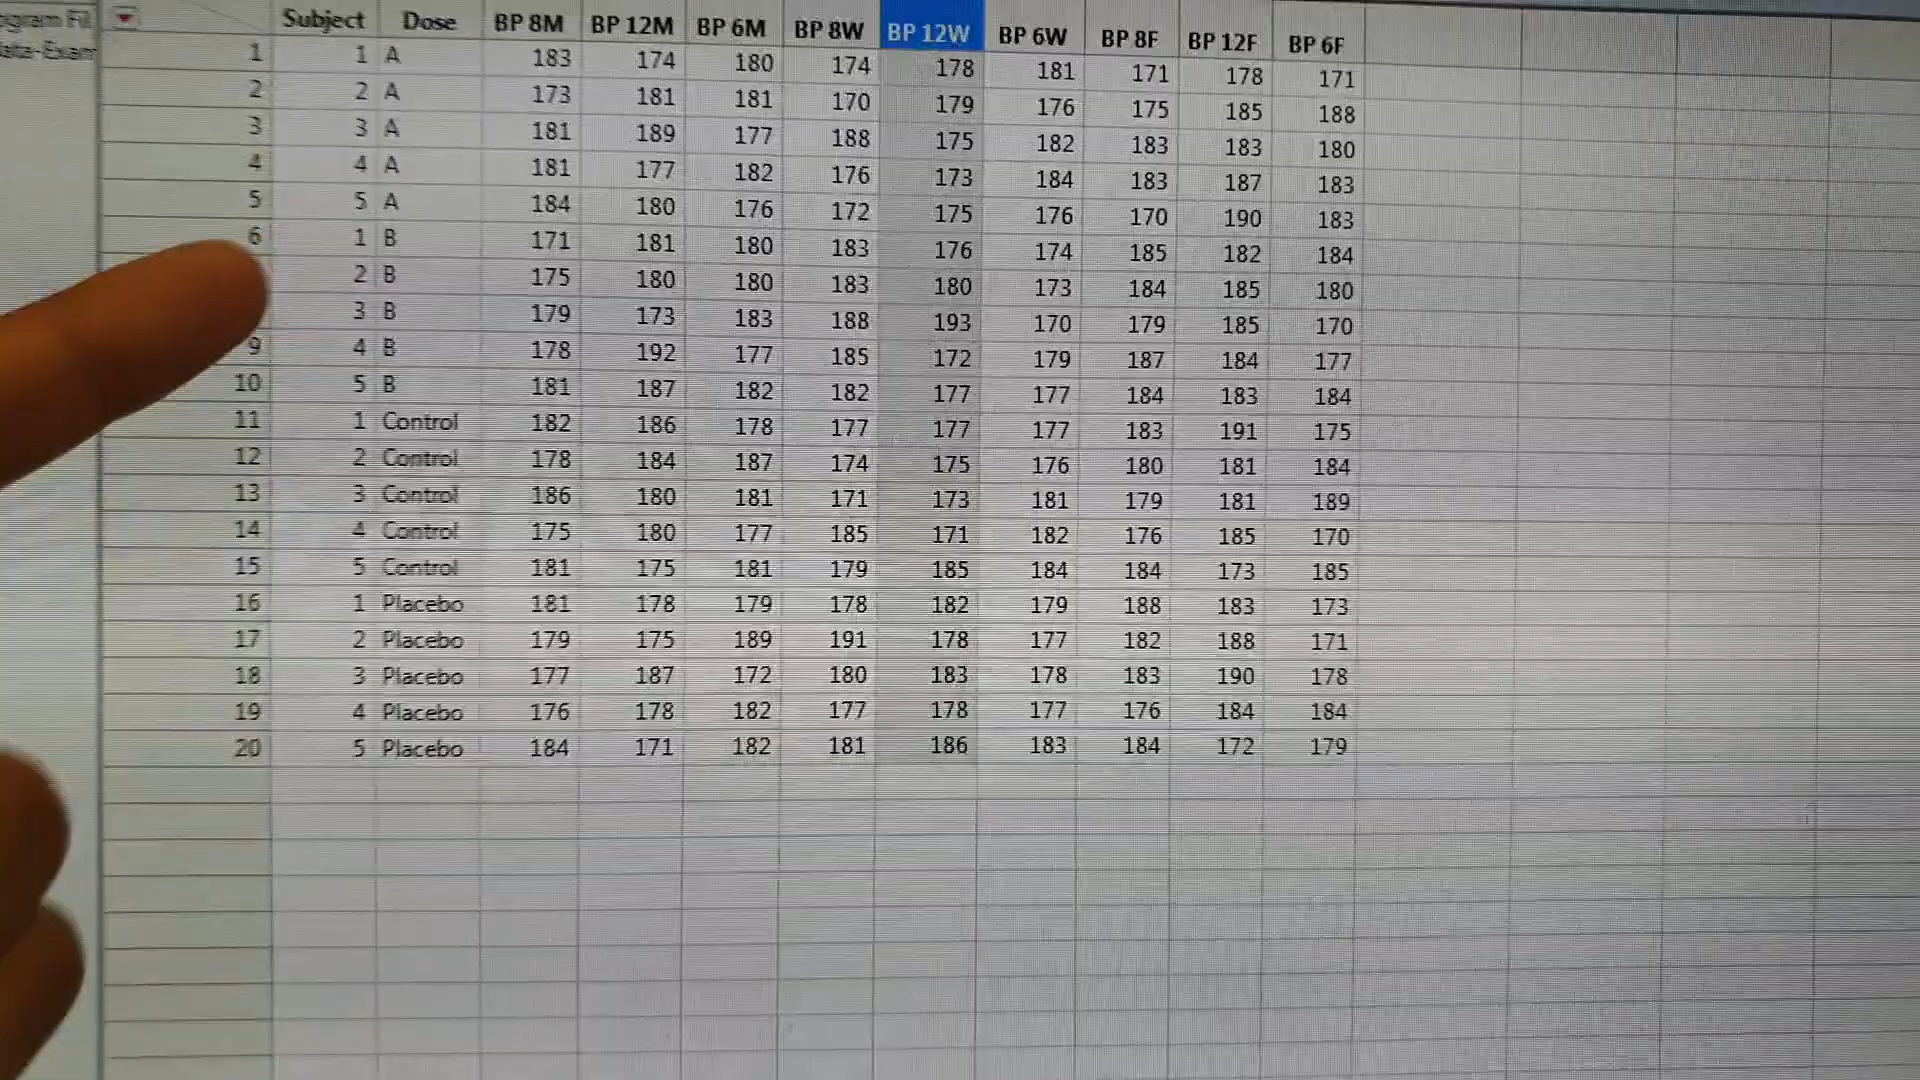 Subject Dose BP 8M BP 12M BP 6M BP 8W BP 12W BP 6W BP 8F BP 12F BP 6F
1 1 A 183 174 180 174 178 181 171 178 171
2 2 A 173 181 181 170 179 176 175 185 188
3 3 A 181 189 177 188 175 182 183 183 180
4 4 A 181 177 182 176 173 184 183 187 183
5 5 A 184 180 176 172 175 176 170 190 183
6 1 B 171 181 180 183 176 174 185 182 184
2 B 175 180 180 183 180 173 184 185 180
3 B 179 173 183 188 193 170 179 185 170
9 4 B 178 192 177 185 172 179 187 184 177
10 5 B 181 187 182 182 177 177 184 183 184
11 1 Control 182 186 178 177 177 177 183 191 175
12 2 Control 178 184 187 174 175 176 180 181 184
13 3 Control 186 180 181 171 173 181 179 181 189
14 4 Control 175 180 177 185 171 182 176 185 170
15 5 Control 181 175 181 179 185 184 184 173 185
16 1 Placebo 181 178 179 178 182 179 188 183 173
17 2 Placebo 179 175 189 191 178 177 182 188 171
18 3 Placebo 177 187 172 180 183 178 183 190 178
19 4 Placebo 176 178 182 177 178 177 176 184 184
20 5 Placebo 184 171 182 181 186 183 184 172 179